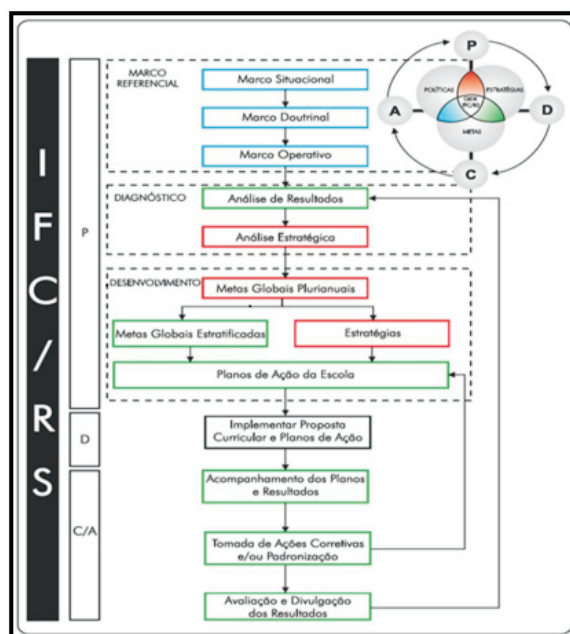 IFC/RS
P
D
C/A
MARCO
REFERENCIAL
Marco Situacional
Marco Doutrinal
Marco Operativo
DIAGNÓSTICO
Análise de Resultados
Análise Estratégica
DESENVOLVIMENTO
Metas Globais Plurianuais
Metas Globais Estratificadas
Estratégias
Planos de Ação da Escola
Implementar Proposta
Curricular e Planos de Ação
Acompanhamento dos Planos
e Resultados
Tomada de Ações Corretivas
e/ou Padronização
Avaliação e Divulgação
dos Resultados
P
POLÍTICAS
ESTRATÉGIAS
A
D
METAS
C